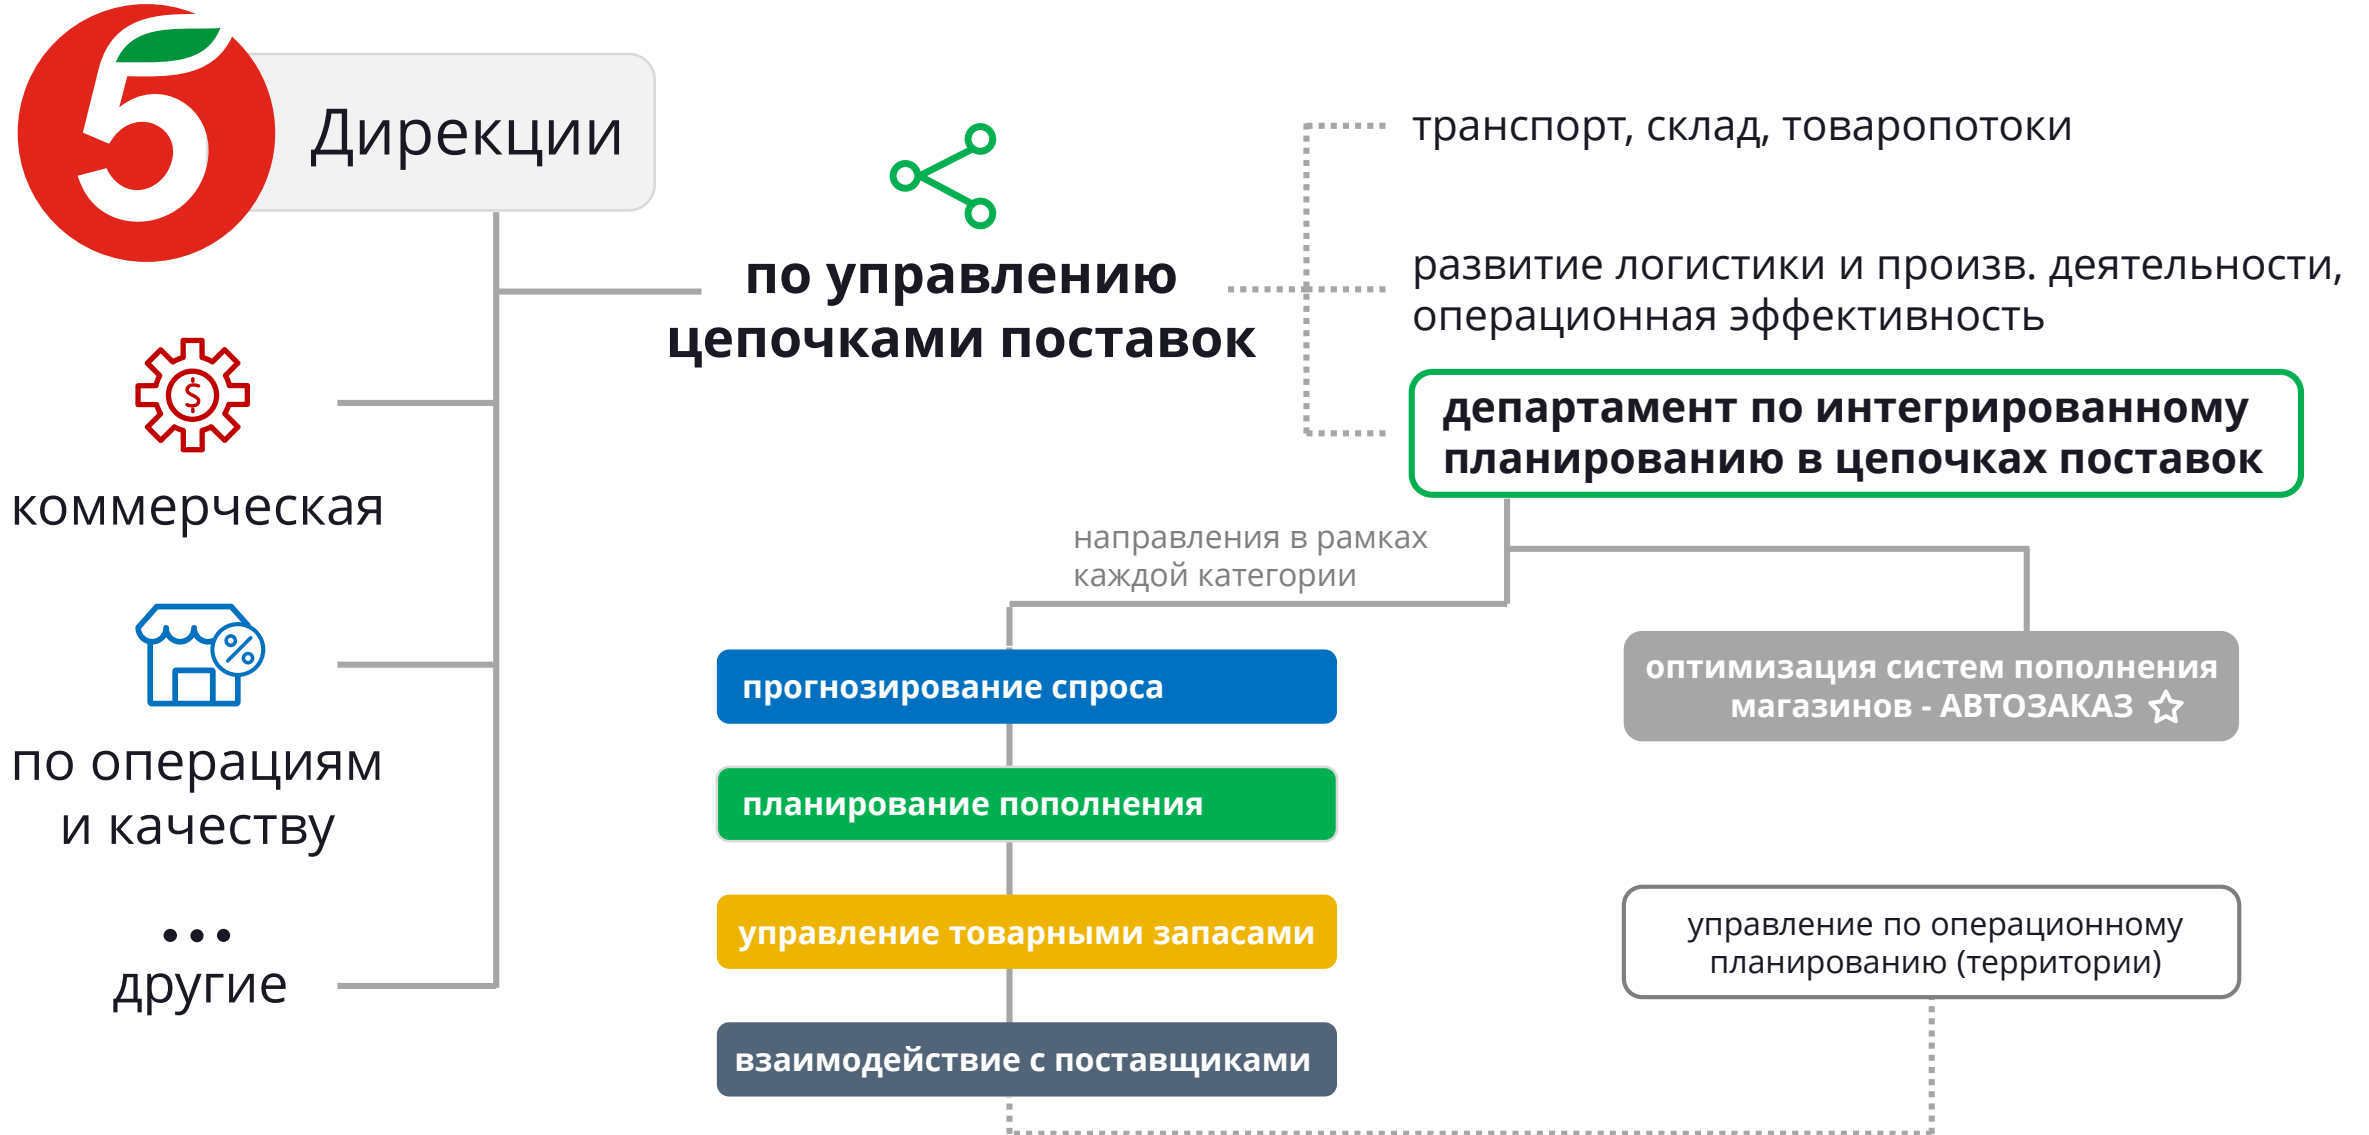 5
Дирекции
по управлению
цепочками поставок
транспорт, склад, товаропотоки
развитие логистики и произв. деятельности,
операционная эффективность
департамент по интегрированному
планированию в цепочках поставок
$
коммерческая
%
по операциям
и качеству
•••
другие
направления в рамках
каждой категории
прогнозирование спроса
планирование пополнения
управление товарными запасами
взаимодействие с поставщиками
оптимизация систем пополнения
магазинов - АВТОЗАКАЗ
управление по операционному
планированию (территории)